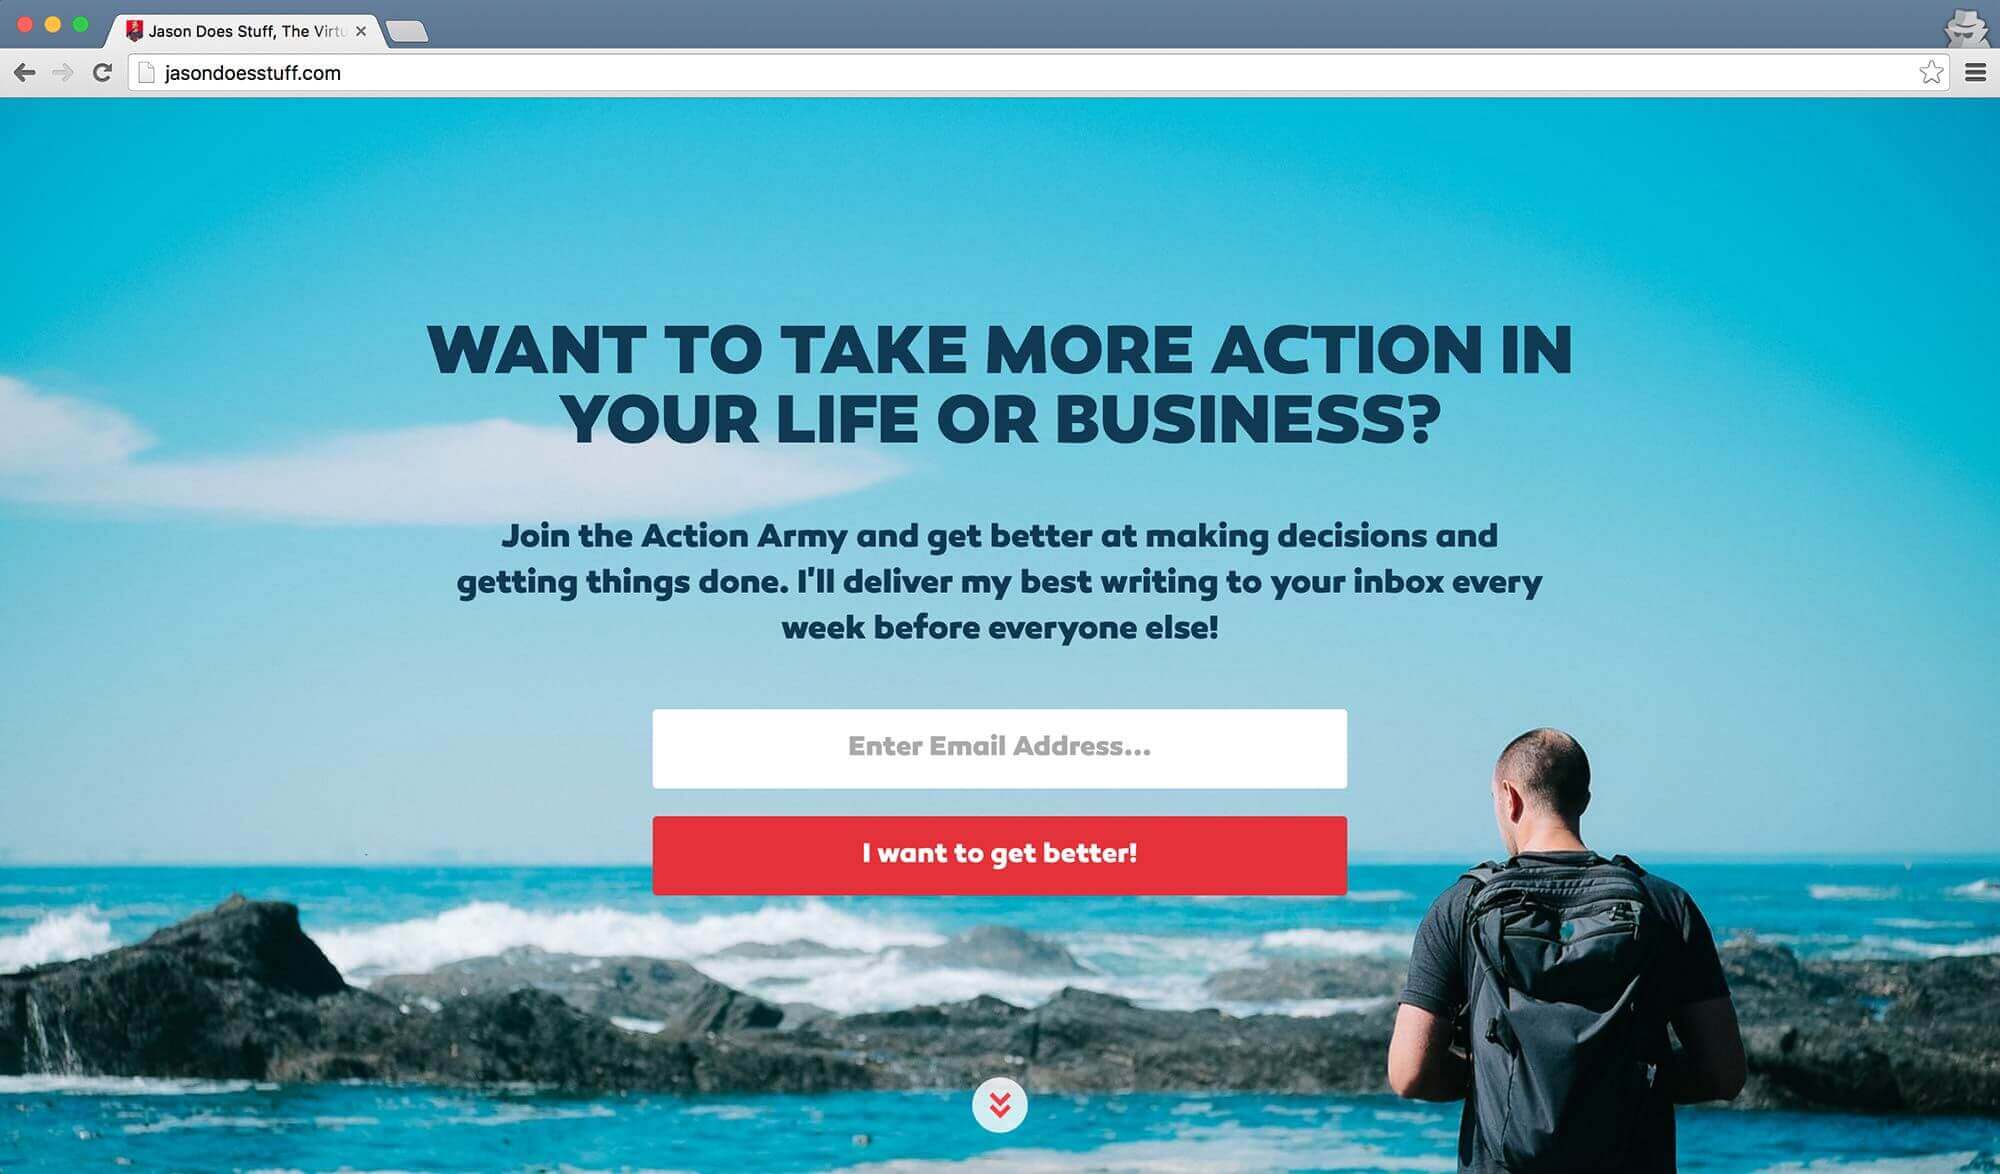 Jason Does Stuff, The Virtu
jasondoesstuff.com
WANT TO TAKE MORE ACTION IN
YOUR LIFE OR BUSINESS?
Join the Action Army and get better at making decisions and
getting things done. I'll deliver my best writing to your inbox every
week before everyone else!
Enter Email Address...
I want to get better!